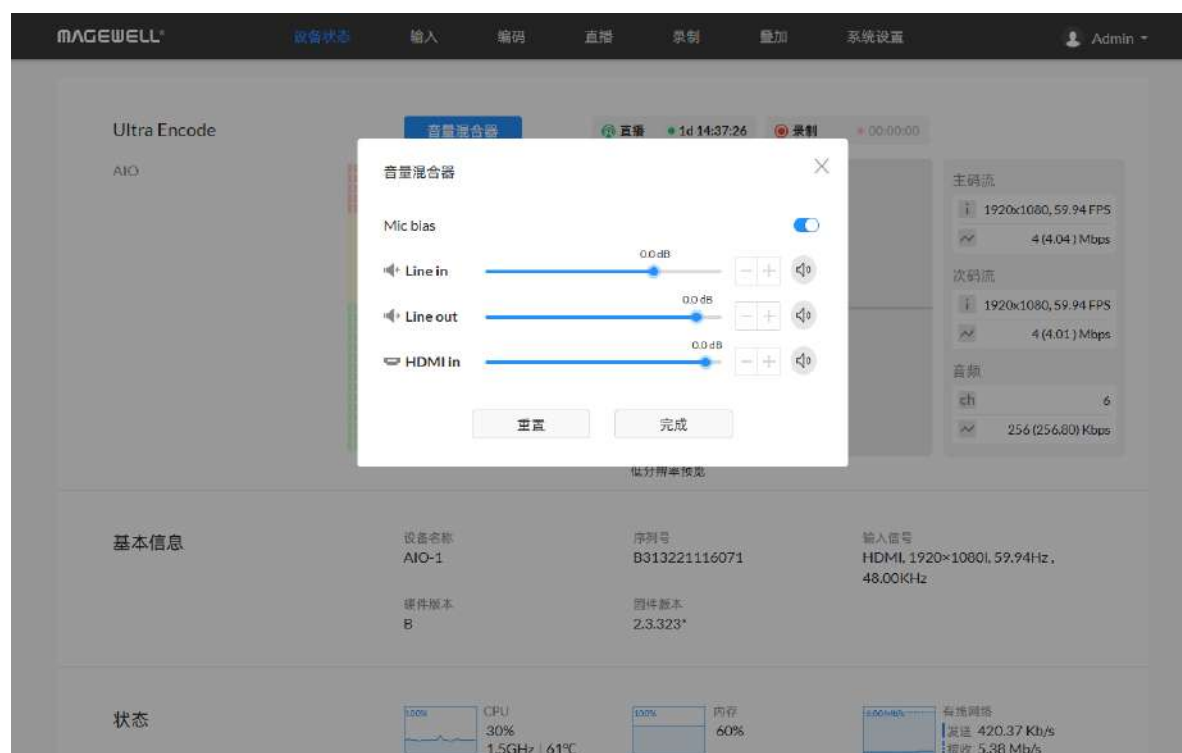 MAGEWELL
设备状态 输入 编码 直播 录制 叠加 系统设置 Admin
Ultra Encode
音量混合器
直播 1d 14:37:26 录制 00:00:00
AIO
音量混合器
Mic bias
0.0 dB
Line in
0.0 dB
Line out
0.0 dB
HDMI in
重置 完成
主码流
i 1920x1080, 59.94 FPS
4 (4.04) Mbps
次码流
i 1920x1080, 59.94 FPS
4 (4.01) Mbps
音频
ch 6
256 (256.80) Kbps
低分辨率预览
基本信息
设备名称
AIO-1
序列号
B313221116071
输入信号
HDMI, 1920×1080i, 59.94Hz,
48.00KHz
硬件版本
B
固件版本
2.3.323*
状态
100%
CPU
30%
1.5GHz | 61°C
100%
内存
60%
有线网络
发送 420.37 Kb/s
接收 5.38 Mb/s